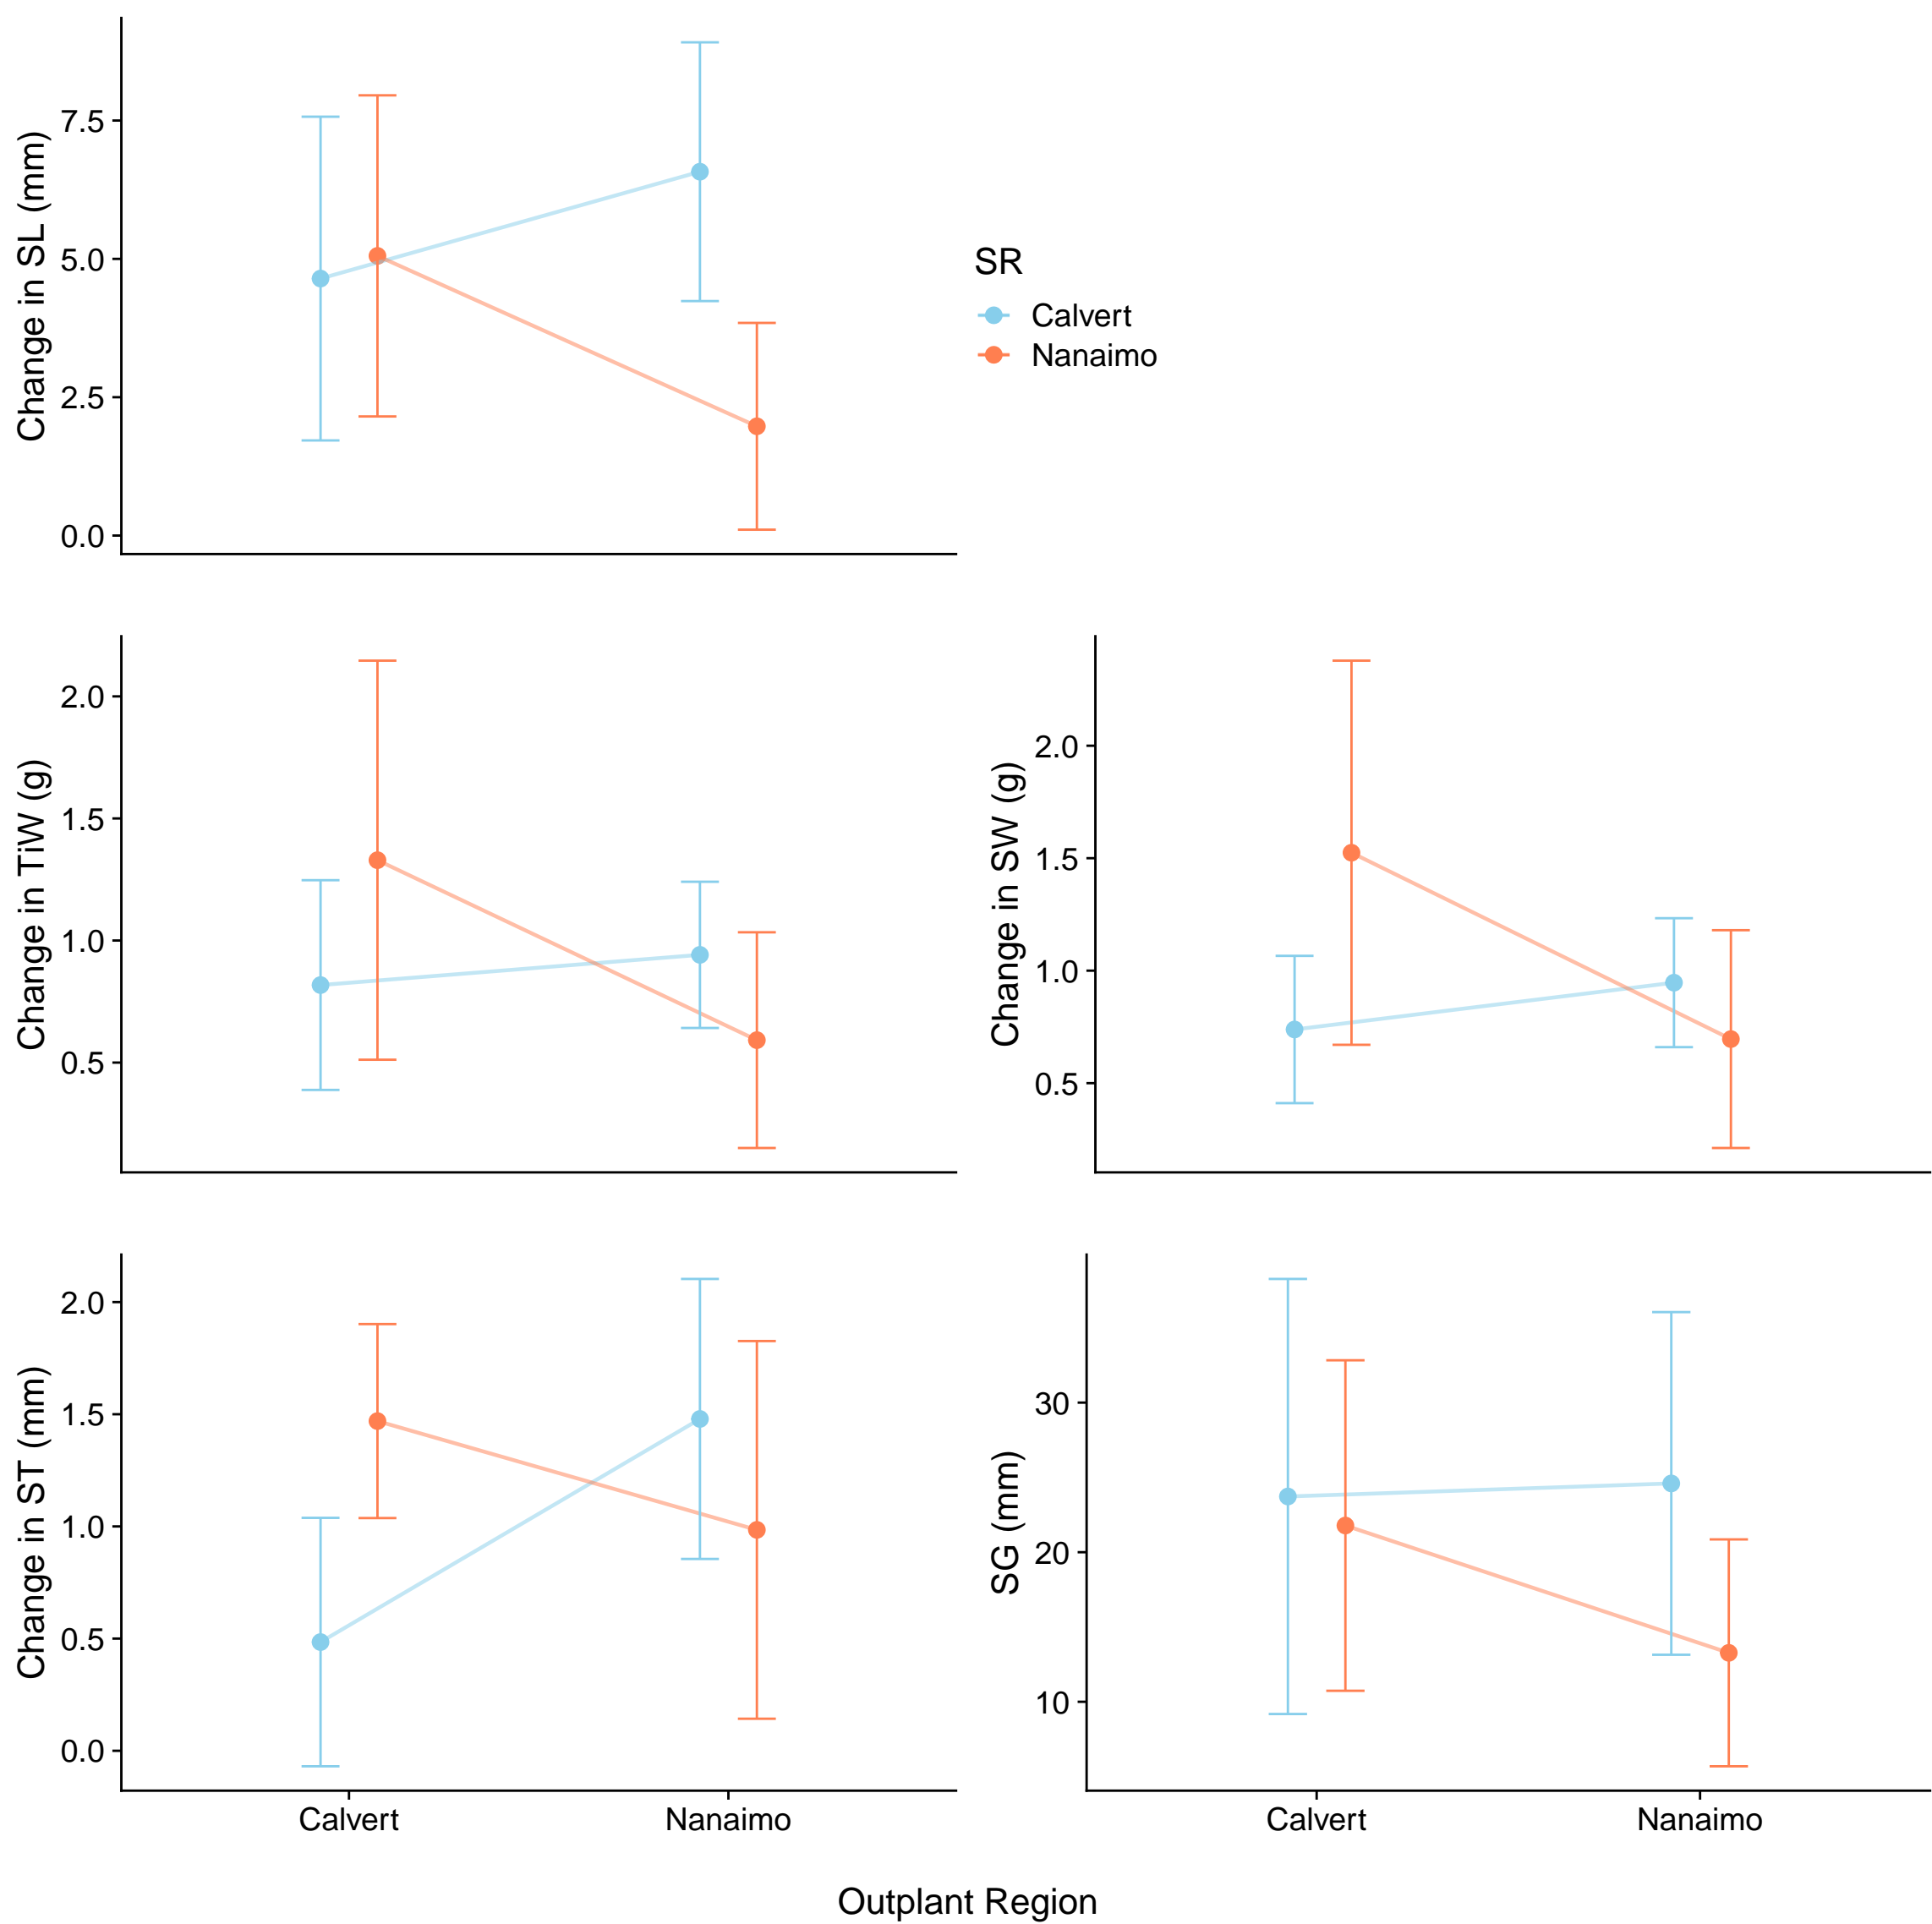 Change in SL (mm)
7.5
5.0
2.5
0.0
SR
Calvert
Nanaimo
Change in TiW (g)
2.0
1.5
1.0
0.5
Change in SW (g)
2.0
1.5
1.0
0.5
Change in ST (mm)
2.0
1.5
1.0
0.5
0.0
Calvert
Nanaimo
SG (mm)
30
20
10
Calvert
Nanaimo
Outplant Region